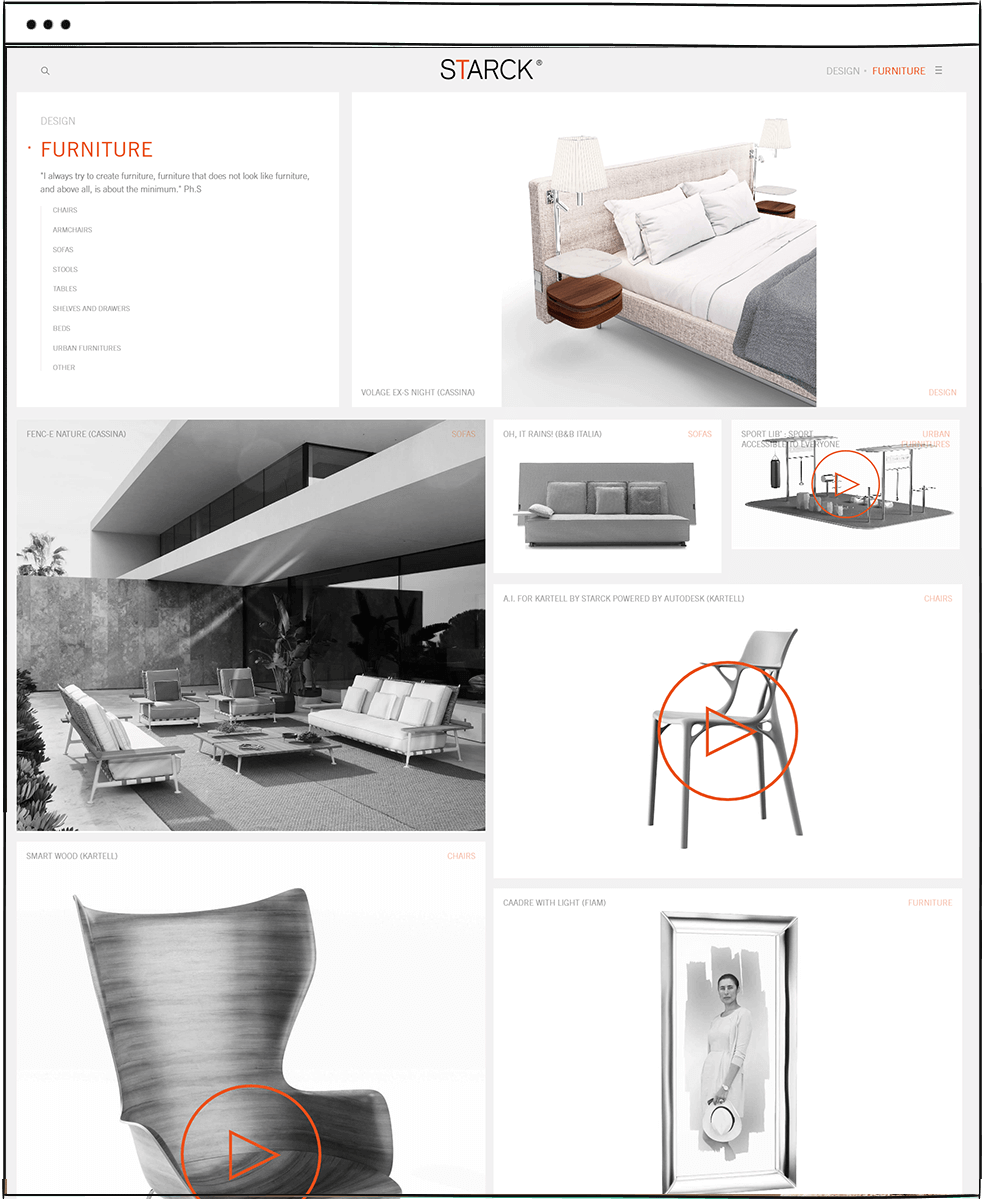 STARCK®
DESIGN • FURNITURE
DESIGN
• FURNITURE
"I always try to create furniture, furniture that does not look like furniture,
and above all, is about the minimum." Ph.S
CHAIRS
ARMCHAIRS
SOFAS
STOOLS
TABLES
SHELVES AND DRAWERS
BEDS
URBAN FURNITURES
OTHER
VOLAGE EX-S NIGHT (CASSINA)
DESIGN
FENC-E NATURE (CASSINA)
SOFAS
OH, IT RAINS! (B&B ITALIA)
SOFAS
SPORT LIB' : SPORT
ACCESSIBLE TO EVERYONE
URBAN
FURNITURES
A.I. FOR KARTELL BY STARCK POWERED BY AUTODESK (KARTELL)
CHAIRS
SMART WOOD (KARTELL)
CHAIRS
CAADRE WITH LIGHT (FIAM)
FURNITURE